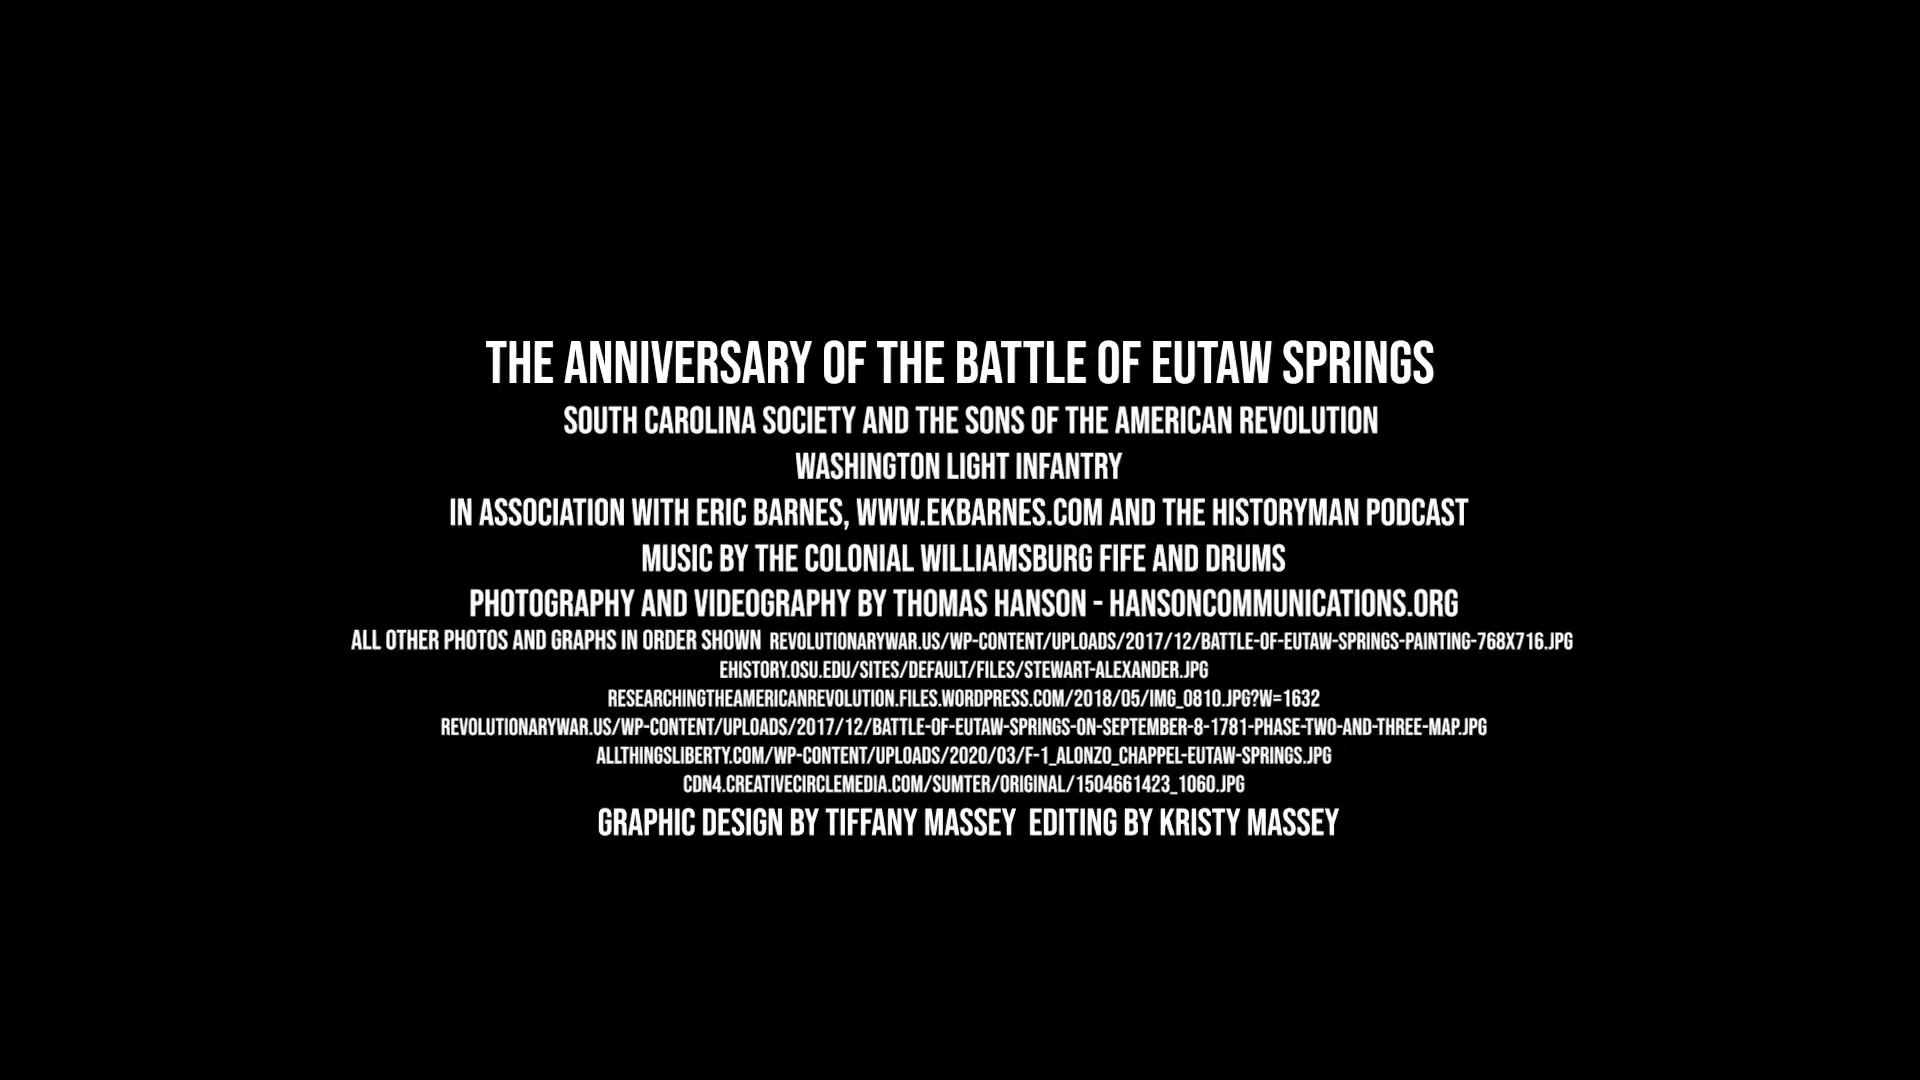 THE ANNIVERSARY OF THE BATTLE OF EUTAW SPRINGS
SOUTH CAROLINA SOCIETY AND THE SONS OF THE AMERICAN REVOLUTION
WASHINGTON LIGHT INFANTRY
IN ASSOCIATION WITH ERIC BARNES, WWW.EKBARNES.COM AND THE HISTORYMAN PODCAST
MUSIC BY THE COLONIAL WILLIAMSBURG FIFE AND DRUMS
PHOTOGRAPHY AND VIDEOGRAPHY BY THOMAS HANSON - HANSONCOMMUNICATIONS.ORG
ALL OTHER PHOTOS AND GRAPHS IN ORDER SHOWN REVOLUTIONARYWAR.US/WP-CONTENT/UPLOADS/2017/12/BATTLE-OF-EUTAW-SPRINGS-PAINTING-768X716.JPG
EHISTORY.OSU.EDU/SITES/DEFAULT/FILES/STEWART-ALEXANDER.JPG
RESEARCHINGTHEAMERICANREVOLUTION.FILES.WORDPRESS.COM/2018/05/IMG_0810.JPG?W=1632
REVOLUTIONARYWAR.US/WP-CONTENT/UPLOADS/2017/12/BATTLE-OF-EUTAW-SPRINGS-ON-SEPTEMBER-8-1781-PHASE-TWO-AND-THREE-MAP.JPG
ALLTHINGSLIBERTY.COM/WP-CONTENT/UPLOADS/2020/03/F-1_ALONZO_CHAPPEL-EUTAW-SPRINGS.JPG
CDN4.CREATIVECIRCLEMEDIA.COM/SUMTER/ORIGINAL/1504661423_1060.JPG
GRAPHIC DESIGN BY TIFFANY MASSEY EDITING BY KRISTY MASSEY